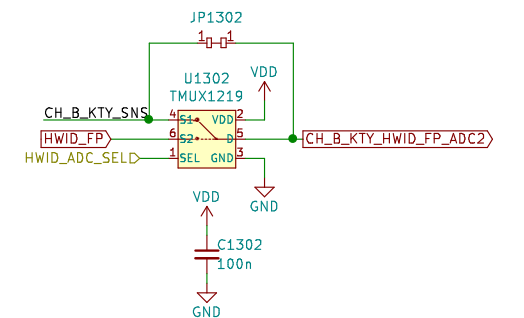 JP1302
1 1
U1302
TMUX1219
VDD
CH_B_KTY_SNS
4 S1 VDD 2
HWID_FP
6 S2 D 5
CH_B_KTY_HWID_FP_ADC2
HWID_ADC_SEL
1 SEL GND 3
GND
VDD
C1302
100n
GND